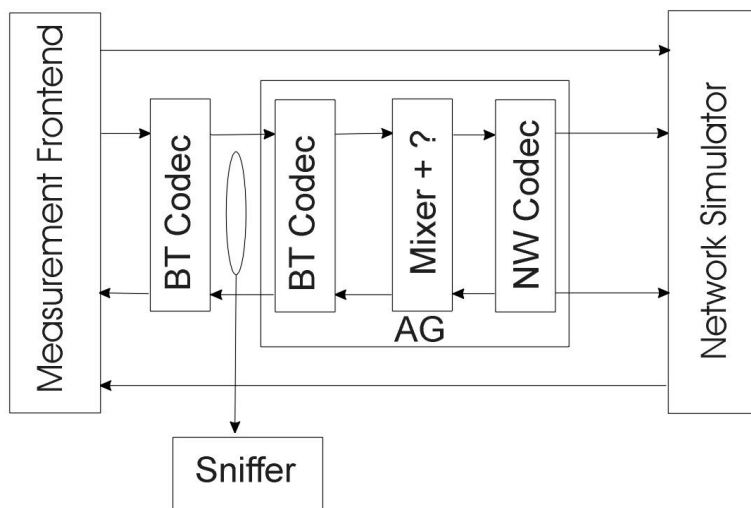 Measurement Frontend
BT Codec
BT Codec
Mixer + ?
NW Codec
Network Simulator
AG
Sniffer